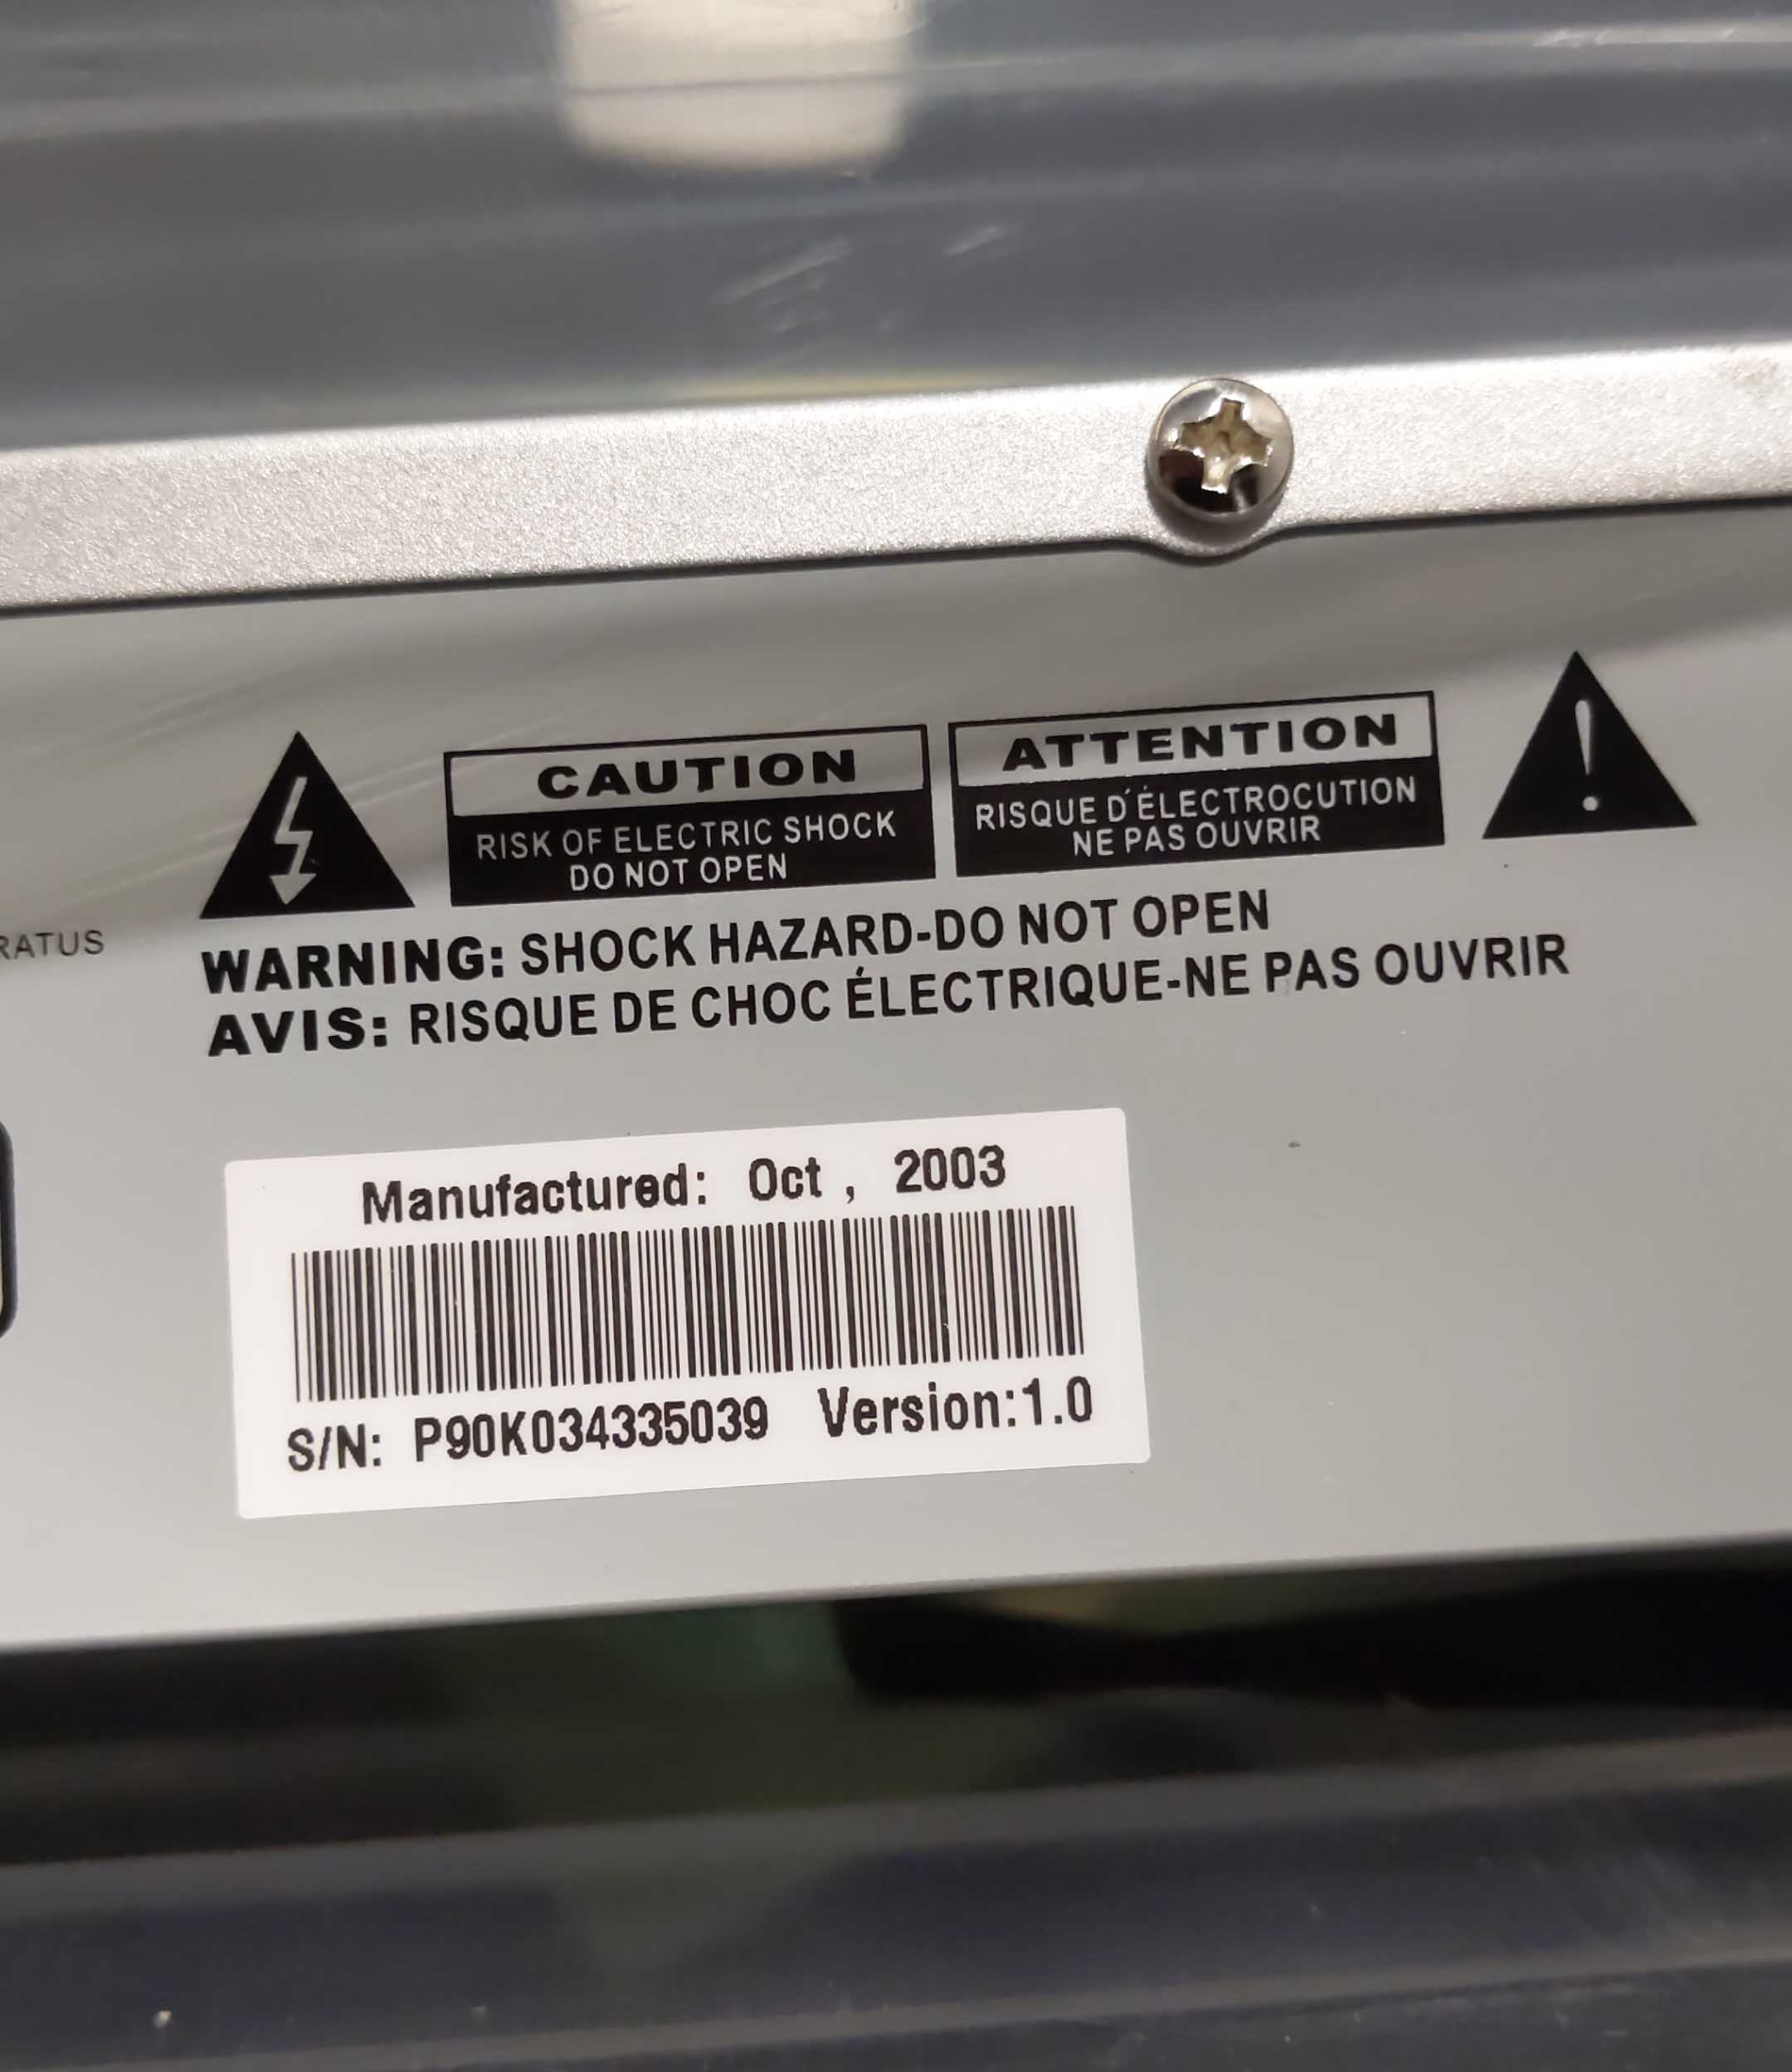 CAUTION
RISK OF ELECTRIC SHOCK
DO NOT OPEN
ATTENTION
RISQUE D'ÉLECTROCUTION
NE PAS OUVRIR
!
RATUS
WARNING: SHOCK HAZARD-DO NOT OPEN
AVIS: RISQUE DE CHOC ÉLECTRIQUE-NE PAS OUVRIR
Manufactured: Oct , 2003
S/N: P90K034335039 Version:1.0